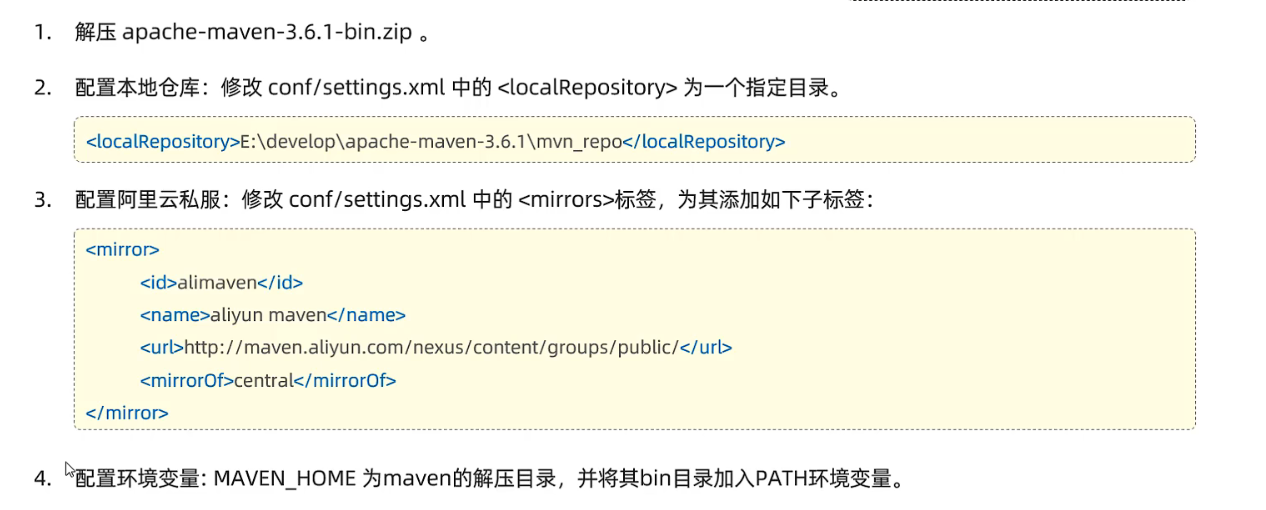 1. 解压 apache-maven-3.6.1-bin.zip 。
2. 配置本地仓库：修改 conf/settings.xml 中的 <localRepository> 为一个指定目录。
<localRepository>E:\develop\apache-maven-3.6.1\mvn_repo</localRepository>
3. 配置阿里云私服：修改 conf/settings.xml 中的 <mirrors>标签，为其添加如下子标签：
<mirror>
<id>alimaven</id>
<name>aliyun maven</name>
<url>http://maven.aliyun.com/nexus/content/groups/public/</url>
<mirrorOf>central</mirrorOf>
</mirror>
4. 配置环境变量: MAVEN_HOME 为maven的解压目录，并将其bin目录加入PATH环境变量。